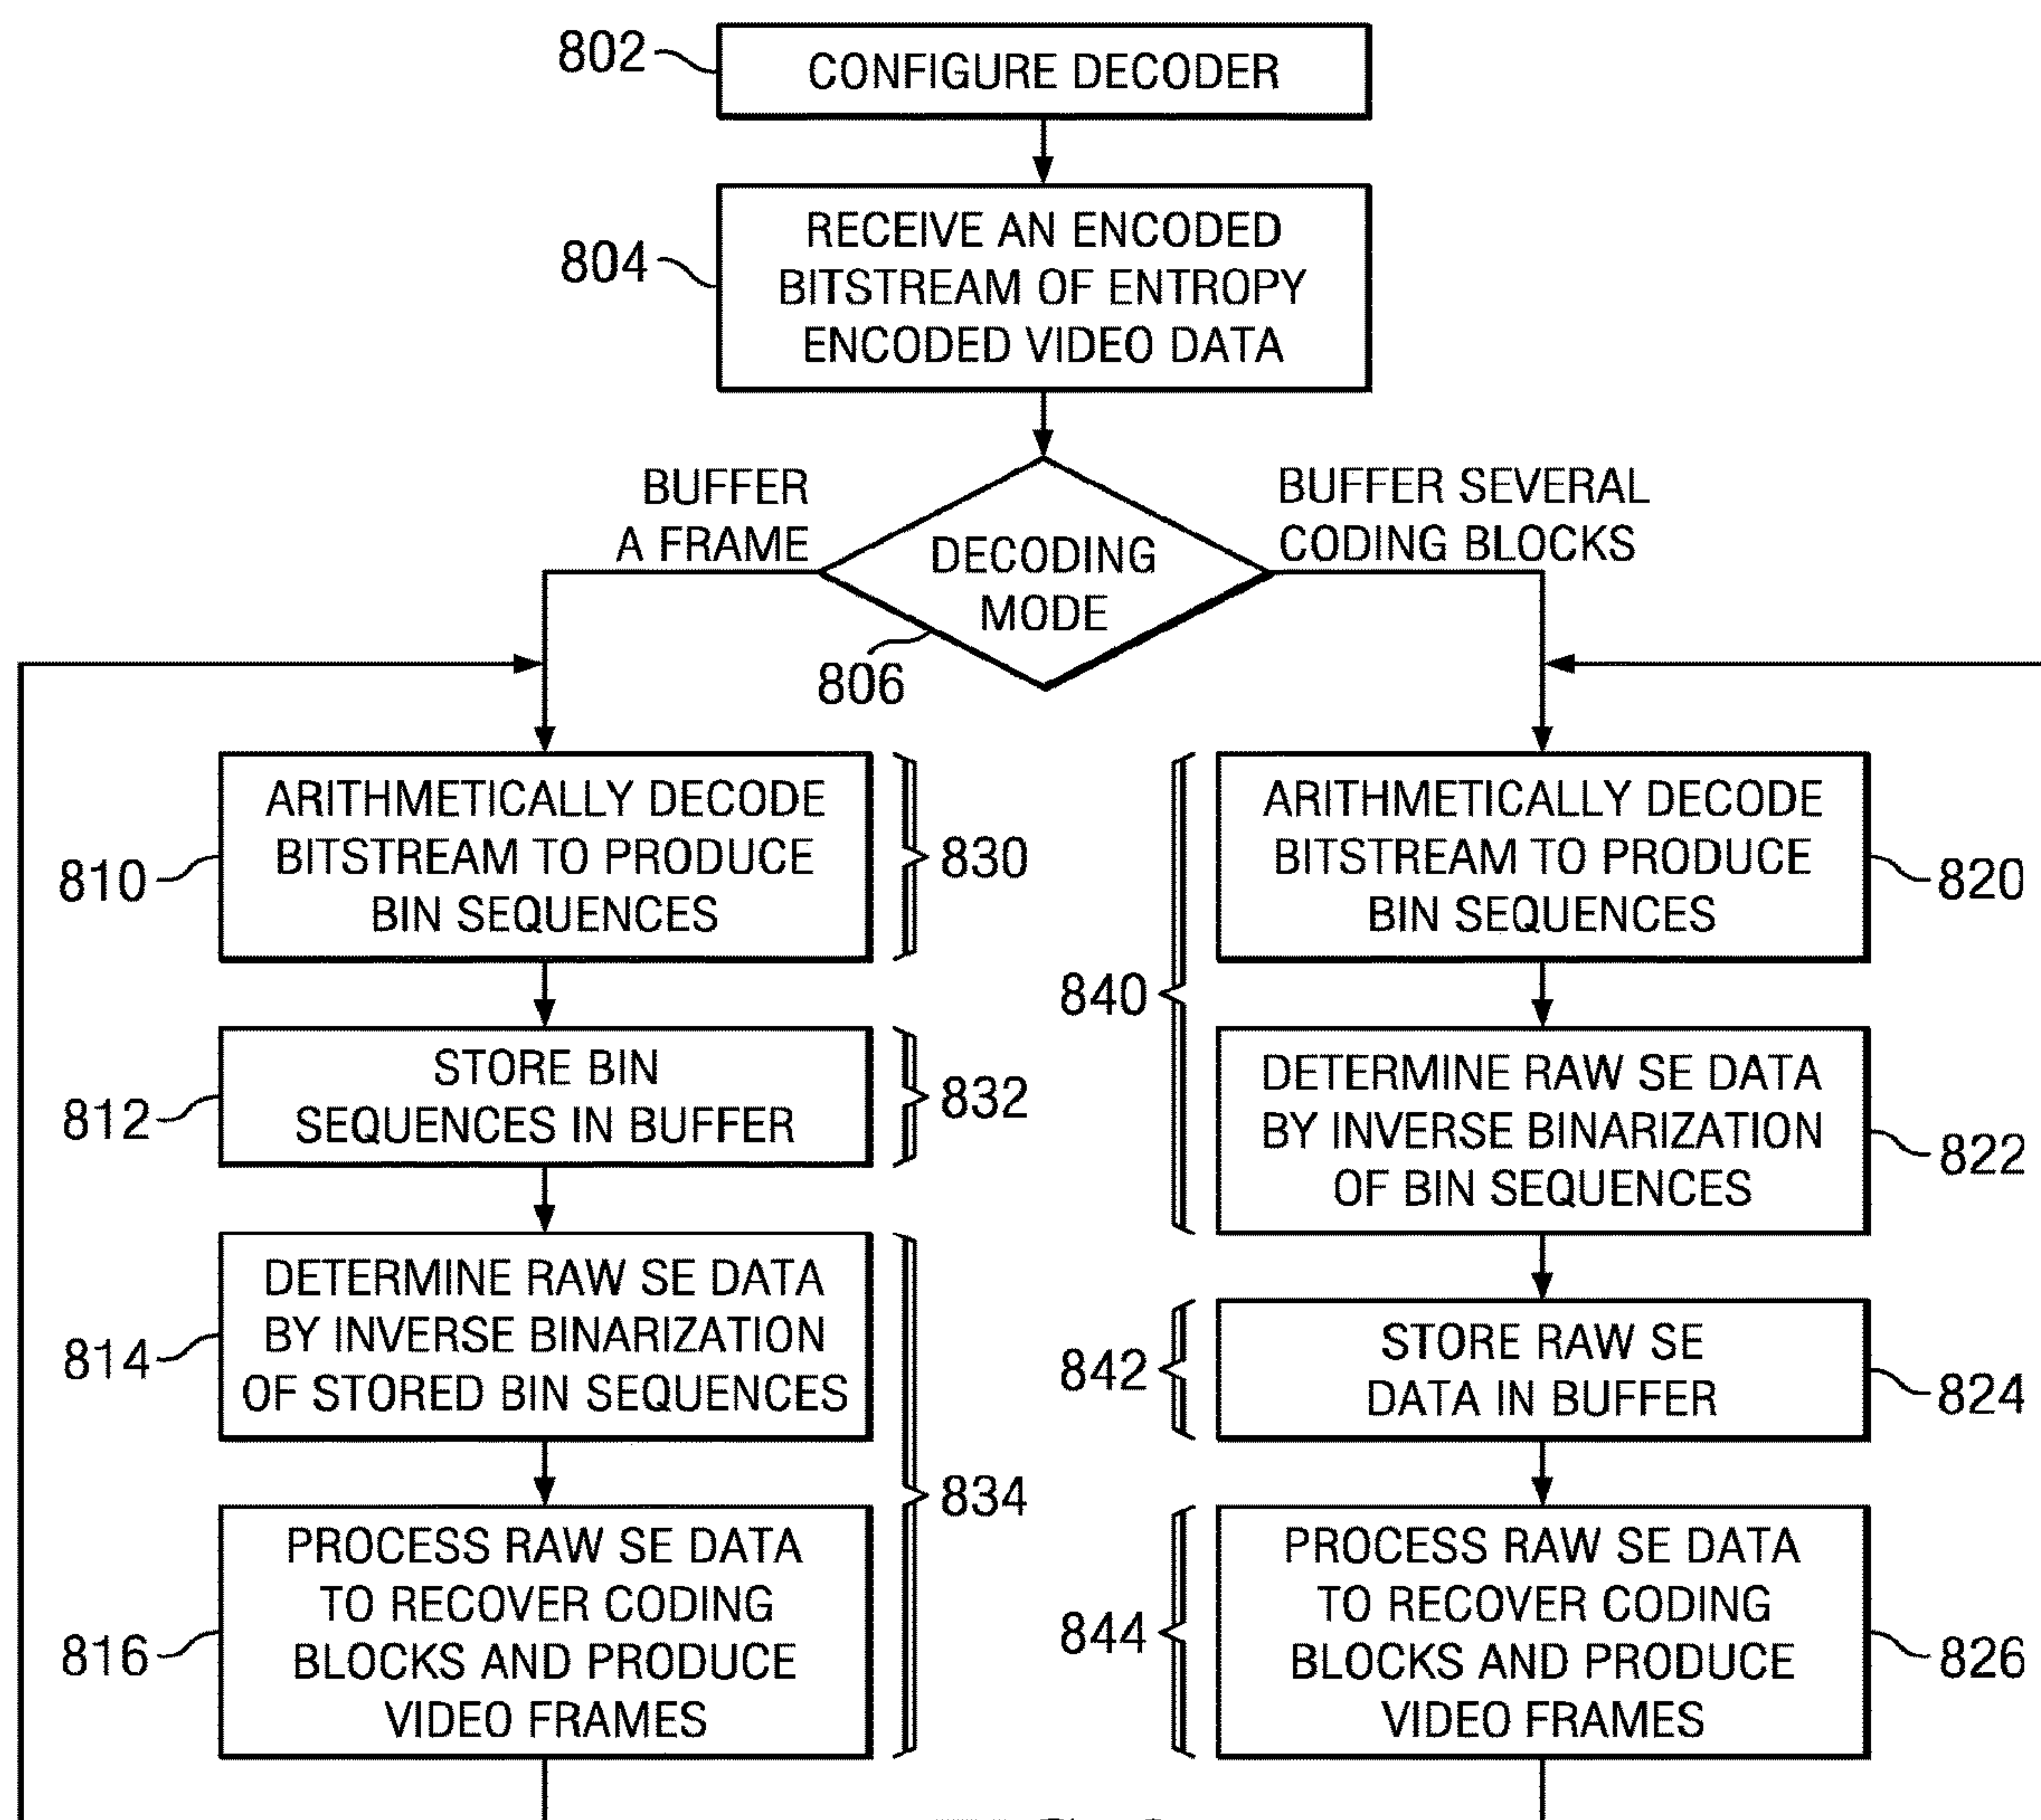 802
CONFIGURE DECODER
804
RECEIVE AN ENCODED
BITSTREAM OF ENTROPY
ENCODED VIDEO DATA
BUFFER
A FRAME
DECODING
MODE
806
BUFFER SEVERAL
CODING BLOCKS
810
ARITHMETICALLY DECODE
BITSTREAM TO PRODUCE
BIN SEQUENCES
830
812
STORE BIN
SEQUENCES IN BUFFER
832
814
DETERMINE RAW SE DATA
BY INVERSE BINARIZATION
OF STORED BIN SEQUENCES
816
PROCESS RAW SE DATA
TO RECOVER CODING
BLOCKS AND PRODUCE
VIDEO FRAMES
834
840
ARITHMETICALLY DECODE
BITSTREAM TO PRODUCE
BIN SEQUENCES
820
DETERMINE RAW SE DATA
BY INVERSE BINARIZATION
OF BIN SEQUENCES
822
842
STORE RAW SE
DATA IN BUFFER
824
844
PROCESS RAW SE DATA
TO RECOVER CODING
BLOCKS AND PRODUCE
VIDEO FRAMES
826